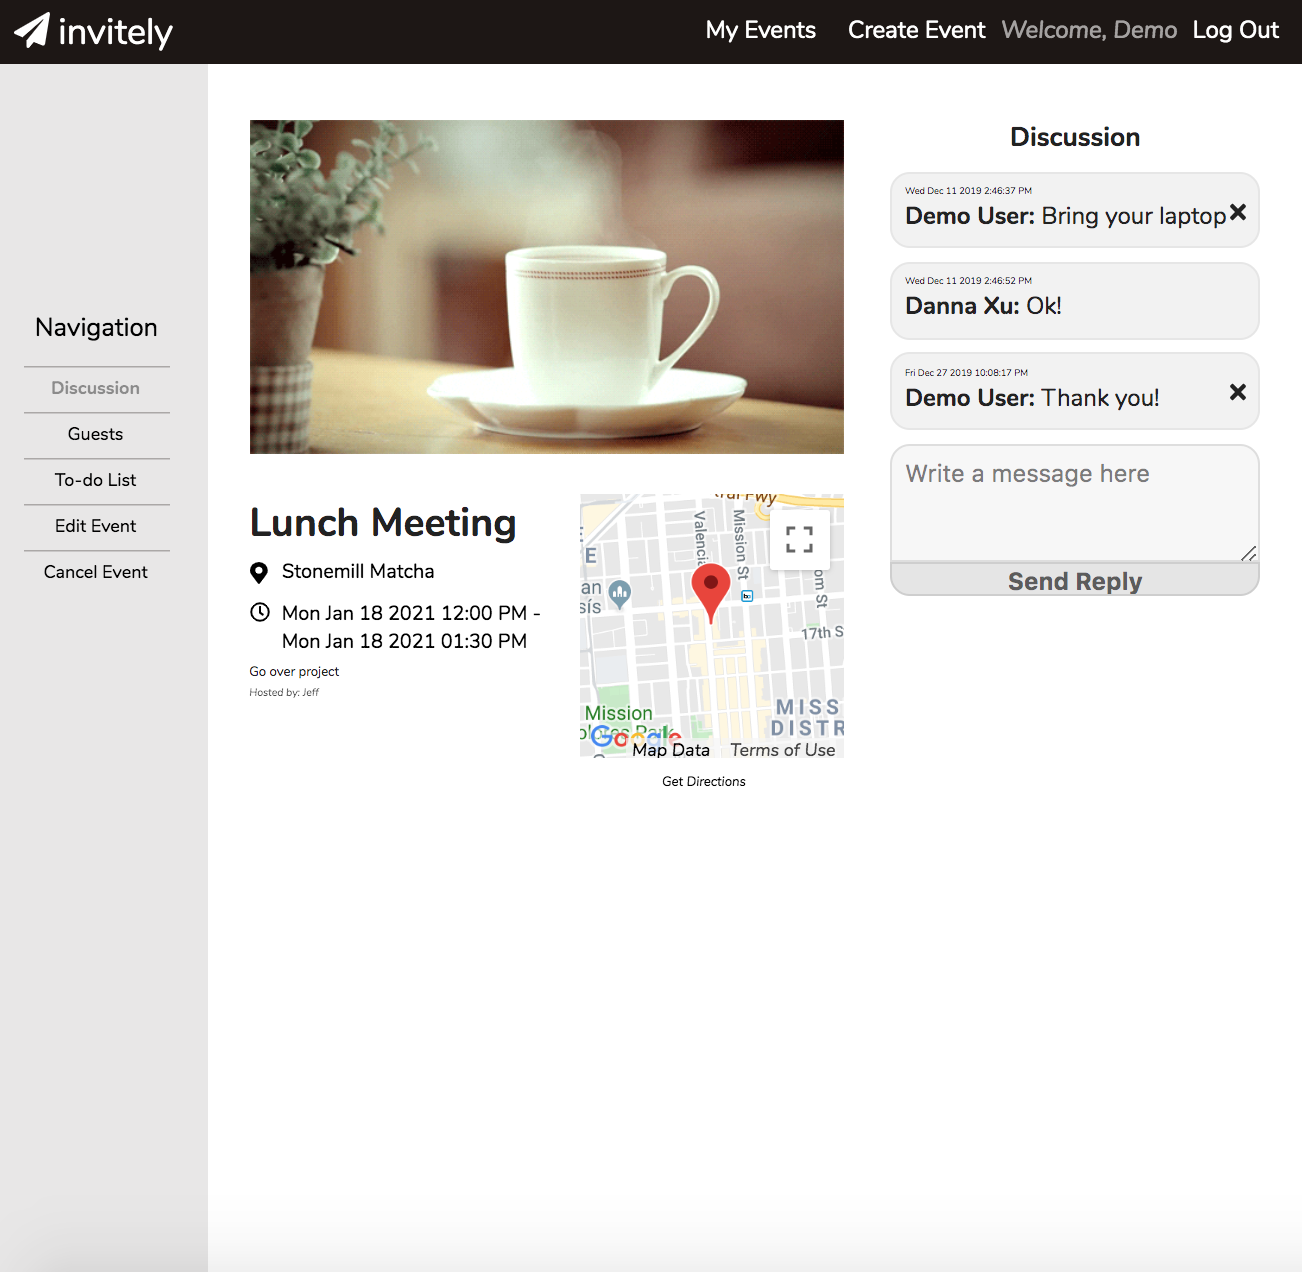 invitely
My Events
Create Event
Welcome, Demo
Log Out
Navigation
Discussion
Guests
To-do List
Edit Event
Cancel Event
Lunch Meeting
Stonemill Matcha
Mon Jan 18 2021 12:00 PM -
Mon Jan 18 2021 01:30 PM
Go over project
Hosted by: Jeff
Valencia
Mission St
17th S
MISS
DISTR
Mission
Google
Map Data
Terms of Use
Get Directions
Discussion
Wed Dec 11 2019 2:46:37 PM
Demo User: Bring your laptop
Wed Dec 11 2019 2:46:52 PM
Danna Xu: Ok!
Fri Dec 27 2019 10:08:17 PM
Demo User: Thank you!
Write a message here
Send Reply